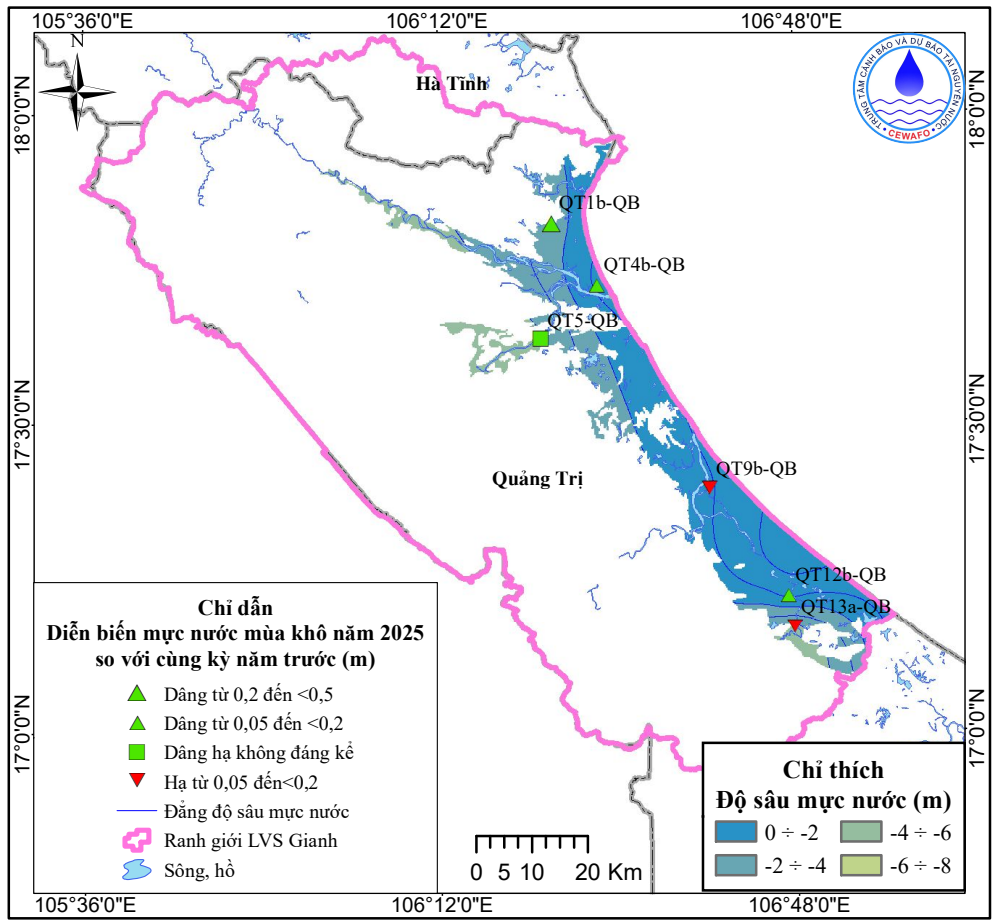 105°36'0"E
106°12'0"E
106°48'0"E
N
Hà Tĩnh
TRUNG TÂM CẢNH BÁO VÀ DỰ BÁO TÀI NGUYÊN NƯỚC
• CEWAFO •
18°0'0"N
18°0'0"N
QT1b-QB
QT4b-QB
QT5-QB
17°30'0"N
17°30'0"N
QT9b-QB
Quảng Trị
QT12b-QB
QT13a-QB
17°0'0"N
17°0'0"N
Chỉ dẫn
Diễn biến mực nước mùa khô năm 2025
so với cùng kỳ năm trước (m)
Dâng từ 0,2 đến <0,5
Dâng từ 0,05 đến <0,2
Dâng hạ không đáng kể
Hạ từ 0,05 đến<0,2
Đẳng độ sâu mực nước
Ranh giới LVS Gianh
Sông, hồ
0 5 10 20 Km
Chỉ thích
Độ sâu mực nước (m)
0 ÷ -2
-4 ÷ -6
-2 ÷ -4
-6 ÷ -8
105°36'0"E
106°12'0"E
106°48'0"E